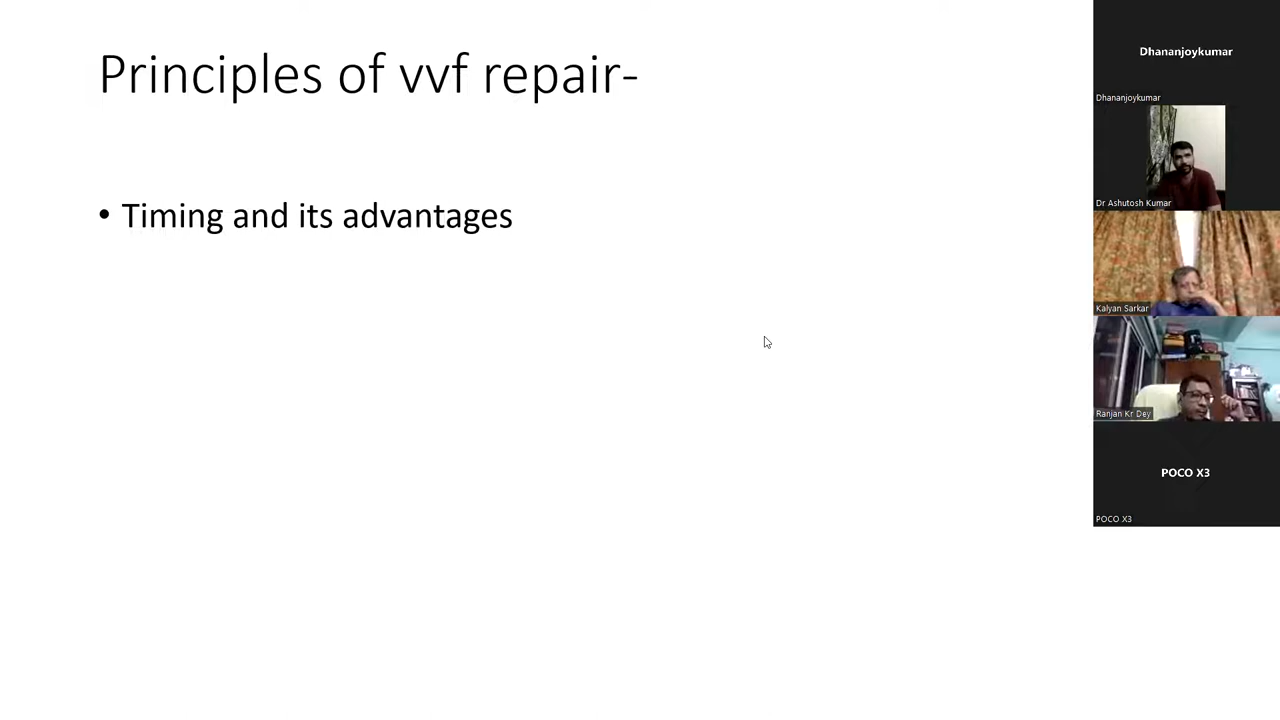 Principles of vvf repair-
• Timing and its advantages
Dhananjoykumar
Dhananjoykumar
Dr Ashutosh Kumar
Kalyan Sarkar
Ranjan Kr Dey
POCO X3
POCO X3